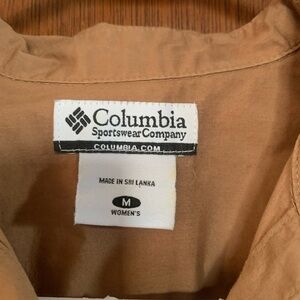 Columbia
Sportswear Company
COLUMBIA.COM
MADE IN SRI LANKA
M
WOMEN'S